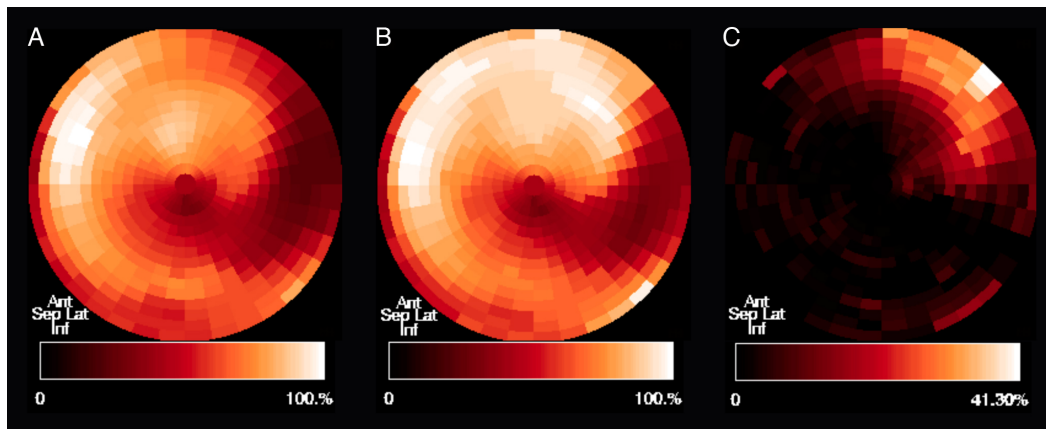 A
B
C
Ant
Sep Lat
Inf
Ant
Sep Lat
Inf
Ant
Sep Lat
Inf
0
100.%
0
100.%
0
41.30%